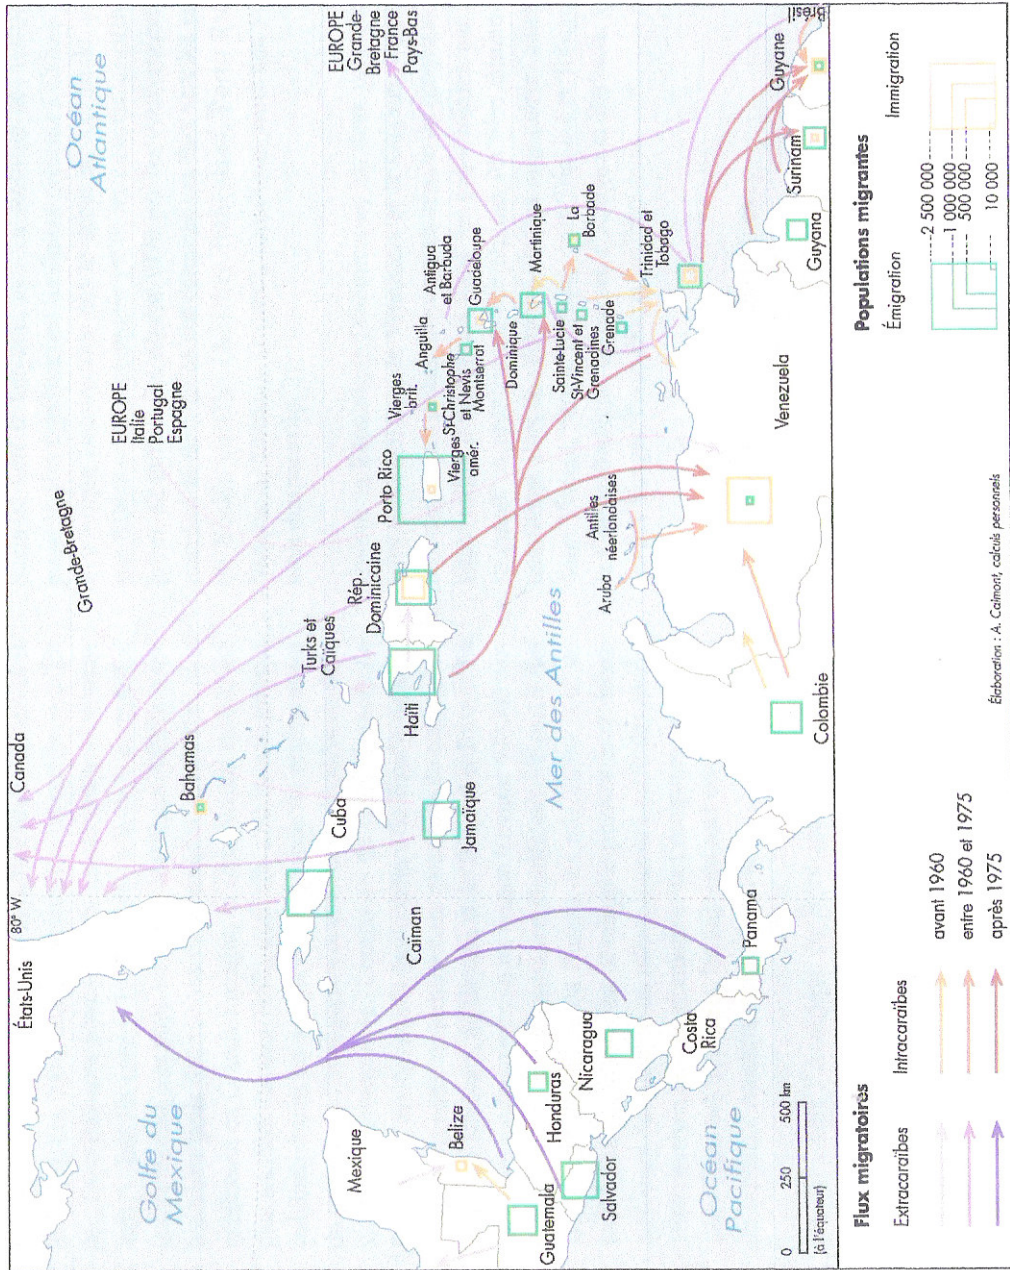 États-Unis
80° W
Canada
Golfe du
Mexique
Océan
Atlantique
Grande-Bretagne
EUROPE
Italie
Portugal
Espagne
EUROPE
Grande-
Bretagne
France
Pays-Bas
Bahamas
Turks et
Caïques
Cuba
Caïman
Jamaïque
Haïti
Rép.
Dominicaine
Porto Rico
Vierges
brit.
Vierges
amér.
Anguilla
St-Christophe
et Nevis
Montserrat
Antigua
et Barbuda
Guadeloupe
Dominique
Martinique
Sainte-Lucie
St-Vincent et
Grenadines
La
Barbade
Grenade
Trinidad et
Tobago
Mer des Antilles
Mexique
Belize
Guatemala
Honduras
Salvador
Nicaragua
Costa
Rica
Panama
Océan
Pacifique
Aruba
Antilles
néerlandaises
Colombie
Venezuela
Guyana
Surinam
Guyane
Brésil
0 250 500 km
(à l'équateur)
Flux migratoires
Extracaraïbes
Intracaraïbes
avant 1960
entre 1960 et 1975
après 1975
Populations migrantes
Émigration
Immigration
2 500 000
1 000 000
500 000
10 000
Élaboration : A. Calmont, calculs personnels